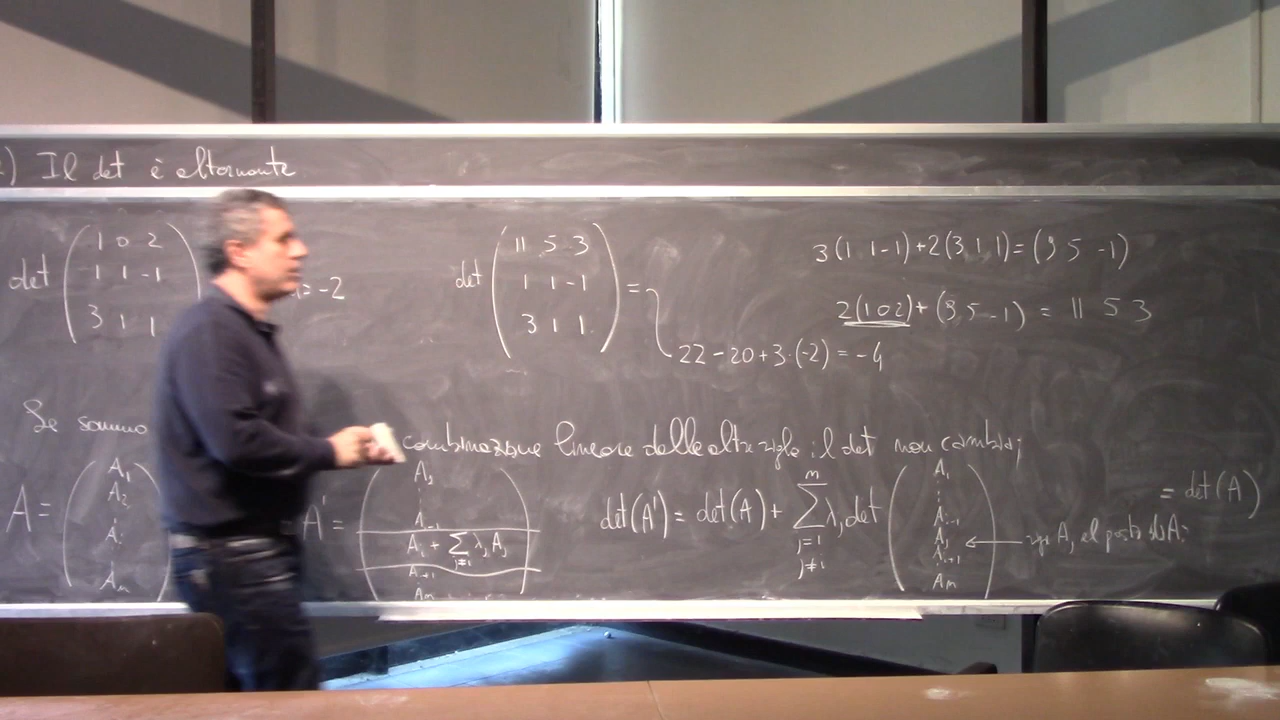 ) Il det è alternante
det ( 1 0 2 ) = -2
1 1 -1
3 1 1
det ( 11 5 3 ) =
1 1 -1
3 1 1
22 - 20 + 3·(-2) = -4
3(1 1 -1) + 2(3 1 1) = (9 5 -1)
2(1 0 2) + (9 5 -1) = 11 5 3
Se sommo combinazione lineare delle altre righe il det non cambia;
A = ( A₁
A₂
⋮
Aᵢ
⋮
Aₘ )
A' = ( A₁
⋮
Aᵢ₋₁
Aᵢ + ∑ j≠i λⱼ Aⱼ
Aᵢ₊₁
Aₘ )
det(A') = det(A) + ∑ j=1 j≠i m λⱼ det ( A₁
⋮
Aᵢ₋₁
Aⱼ ← riga Aⱼ al posto di Aᵢ
Aᵢ₊₁
Aₘ ) = det(A)